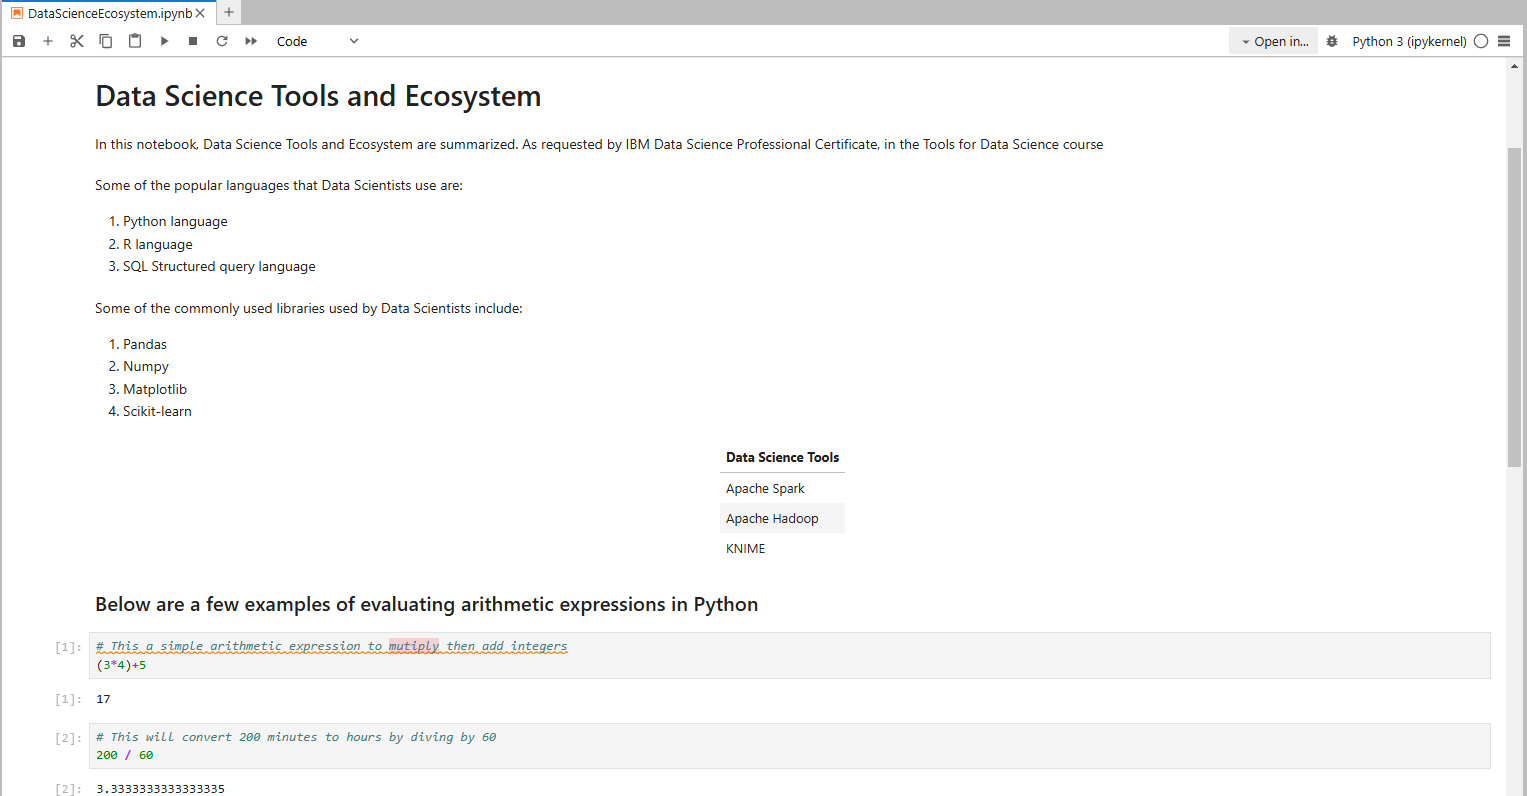 DataScienceEcosystem.ipynb
Code
Open in...
Python 3 (ipykernel)
Data Science Tools and Ecosystem
In this notebook, Data Science Tools and Ecosystem are summarized. As requested by IBM Data Science Professional Certificate, in the Tools for Data Science course
Some of the popular languages that Data Scientists use are:
1. Python language
2. R language
3. SQL Structured query language
Some of the commonly used libraries used by Data Scientists include:
1. Pandas
2. Numpy
3. Matplotlib
4. Scikit-learn
Data Science Tools
Apache Spark
Apache Hadoop
KNIME
Below are a few examples of evaluating arithmetic expressions in Python
[1]: # This a simple arithmetic expression to mutiply then add integers
(3*4)+5
[1]: 17
[2]: # This will convert 200 minutes to hours by diving by 60
200 / 60
[2]: 3.3333333333333335